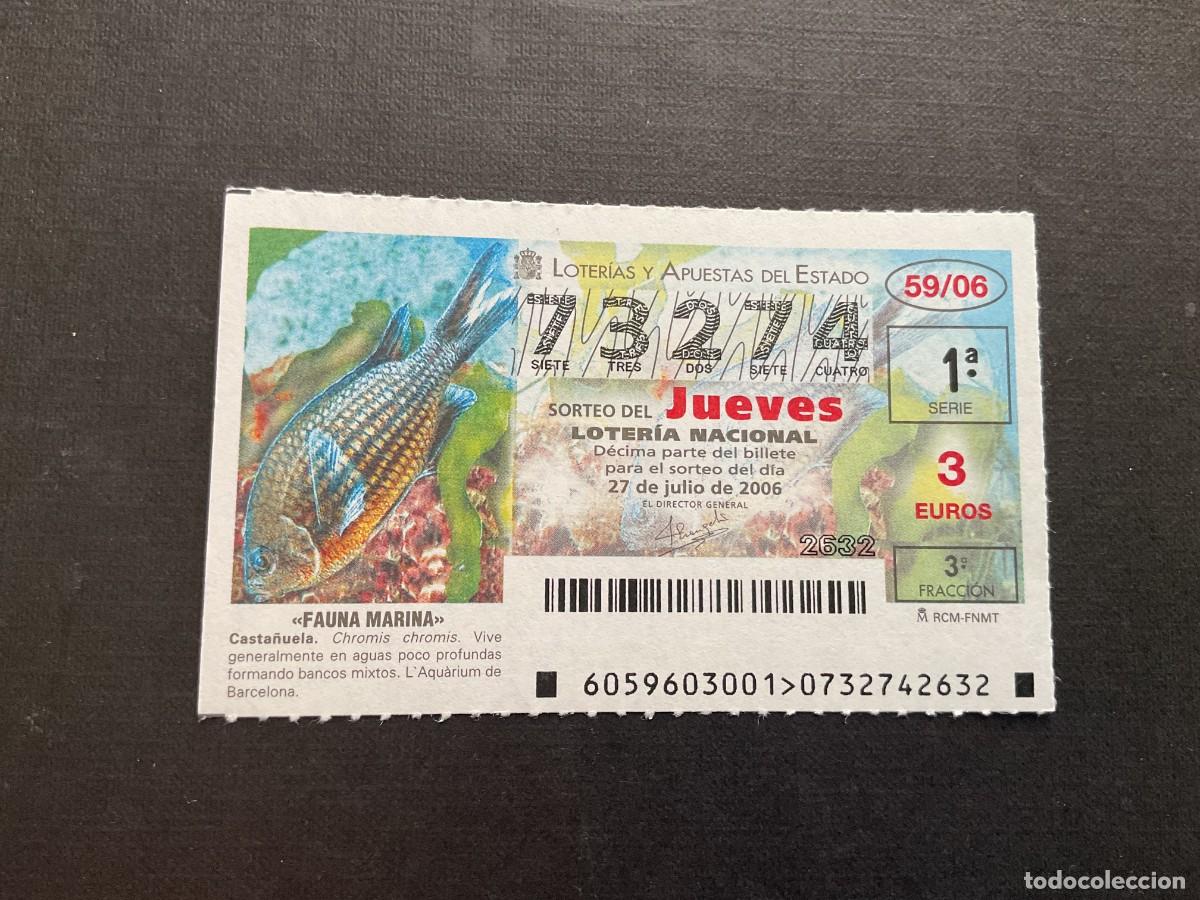 LOTERÍAS Y APUESTAS DEL ESTADO
59/06
73274
SIETE TRES DOS SIETE CUATRO
1ª
SERIE
SORTEO DEL Jueves
LOTERÍA NACIONAL
Décima parte del billete
para el sorteo del día
27 de julio de 2006
EL DIRECTOR GENERAL
3
EUROS
2632
3ª
FRACCIÓN
RCM-FNMT
«FAUNA MARINA»
Castañuela. Chromis chromis. Vive
generalmente en aguas poco profundas
formando bancos mixtos. L`Aquàrium de
Barcelona.
6059603001>0732742632
todocoleccion